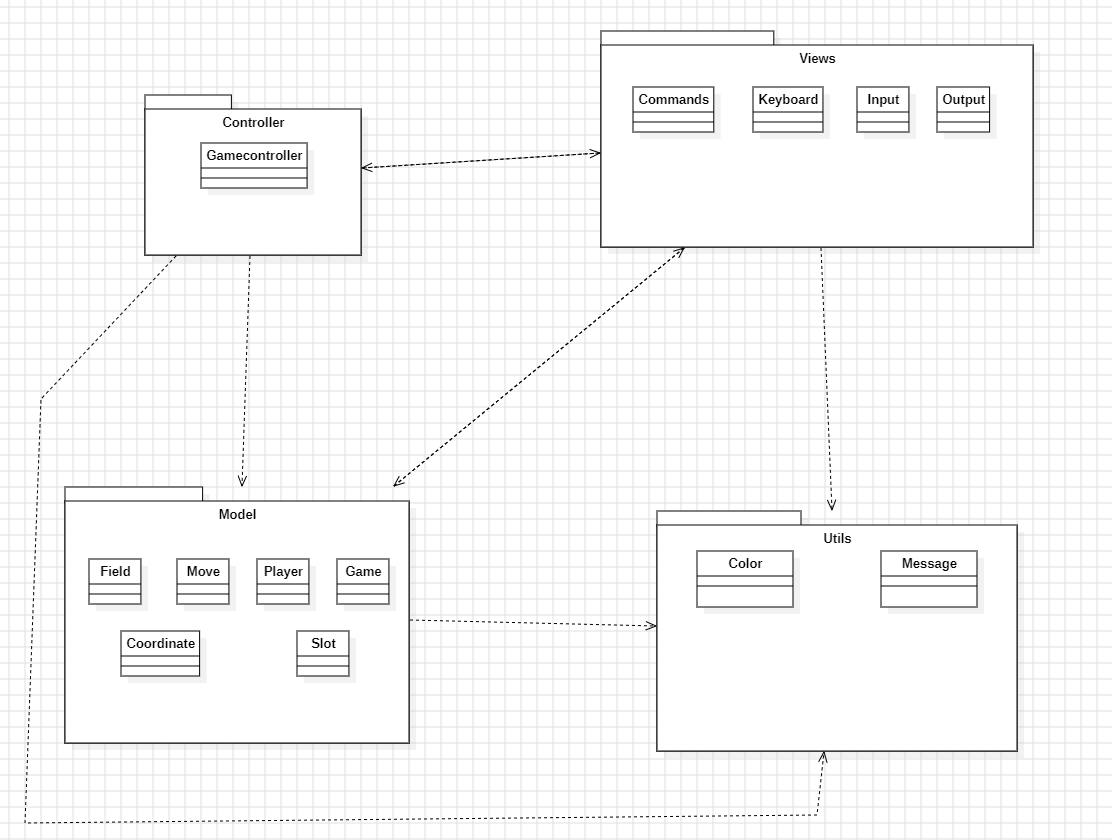 Views
Commands
Keyboard
Input
Output
Controller
Gamecontroller
Model
Field
Move
Player
Game
Coordinate
Slot
Utils
Color
Message